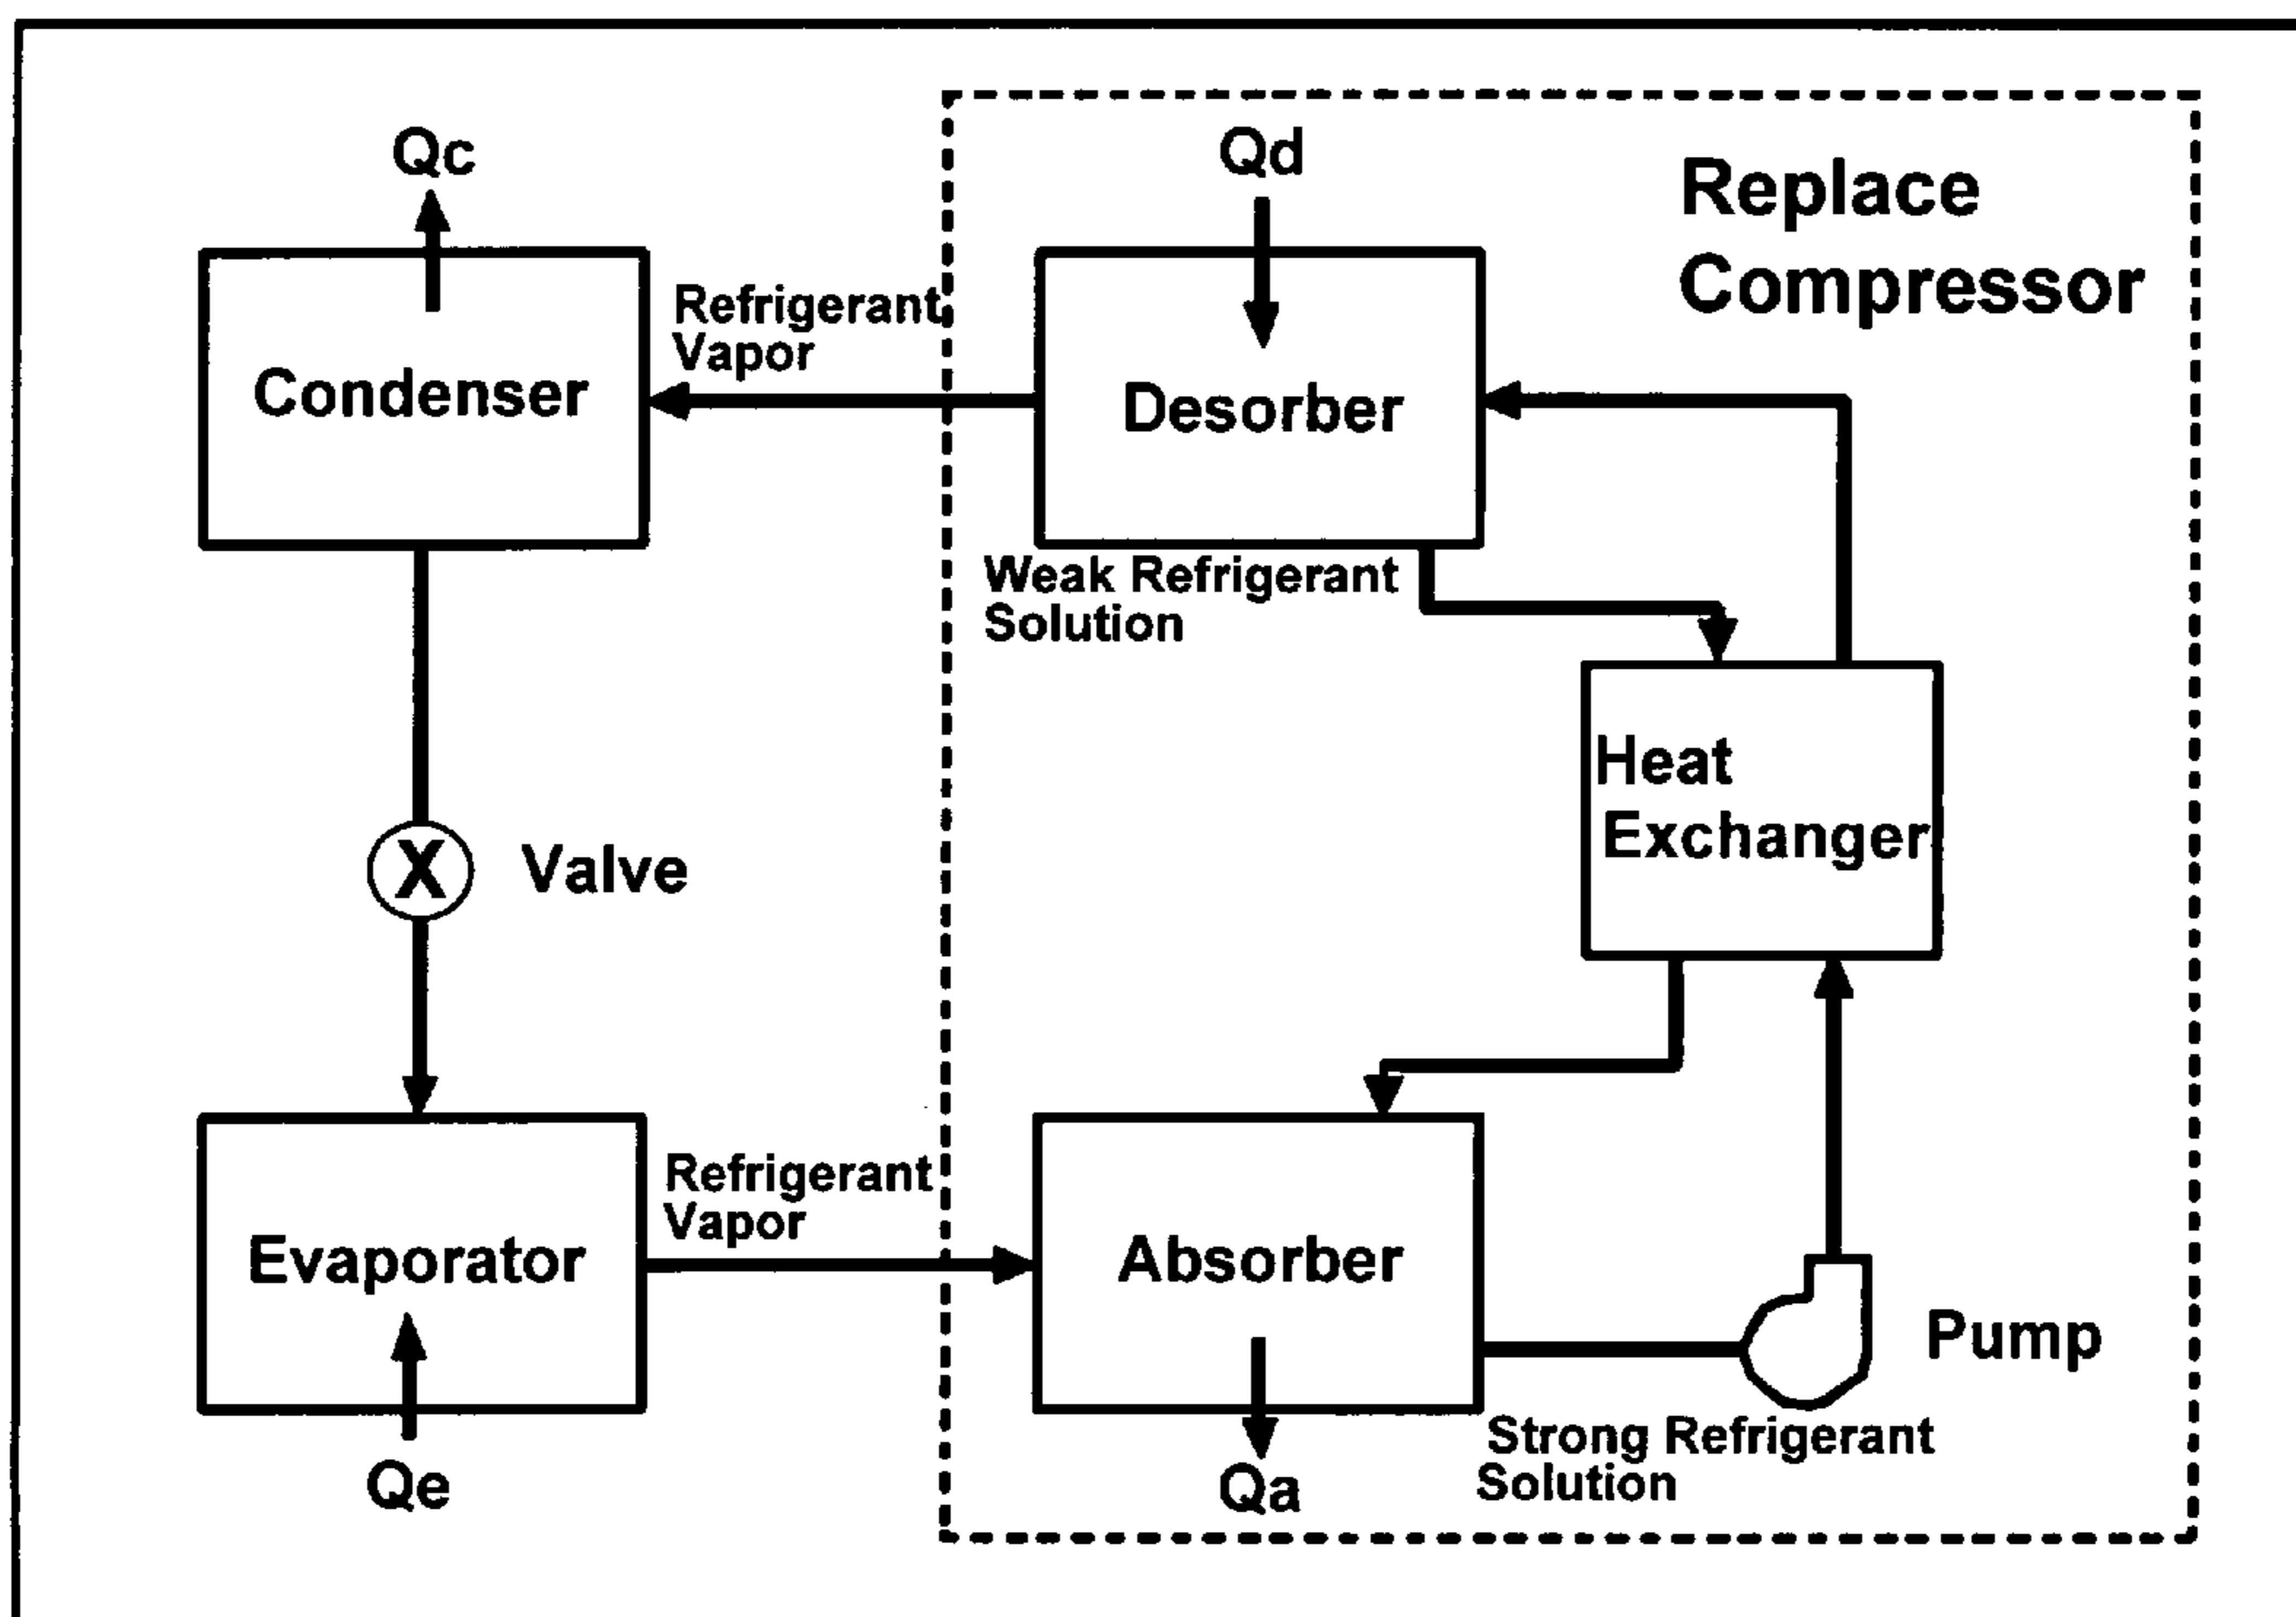 Qc
Qd
Replace
Compressor
Refrigerant
Vapor
Condenser
Desorber
Weak Refrigerant
Solution
Heat
Exchanger
X
Valve
Refrigerant
Vapor
Evaporator
Absorber
Pump
Strong Refrigerant
Solution
Qe
Qa